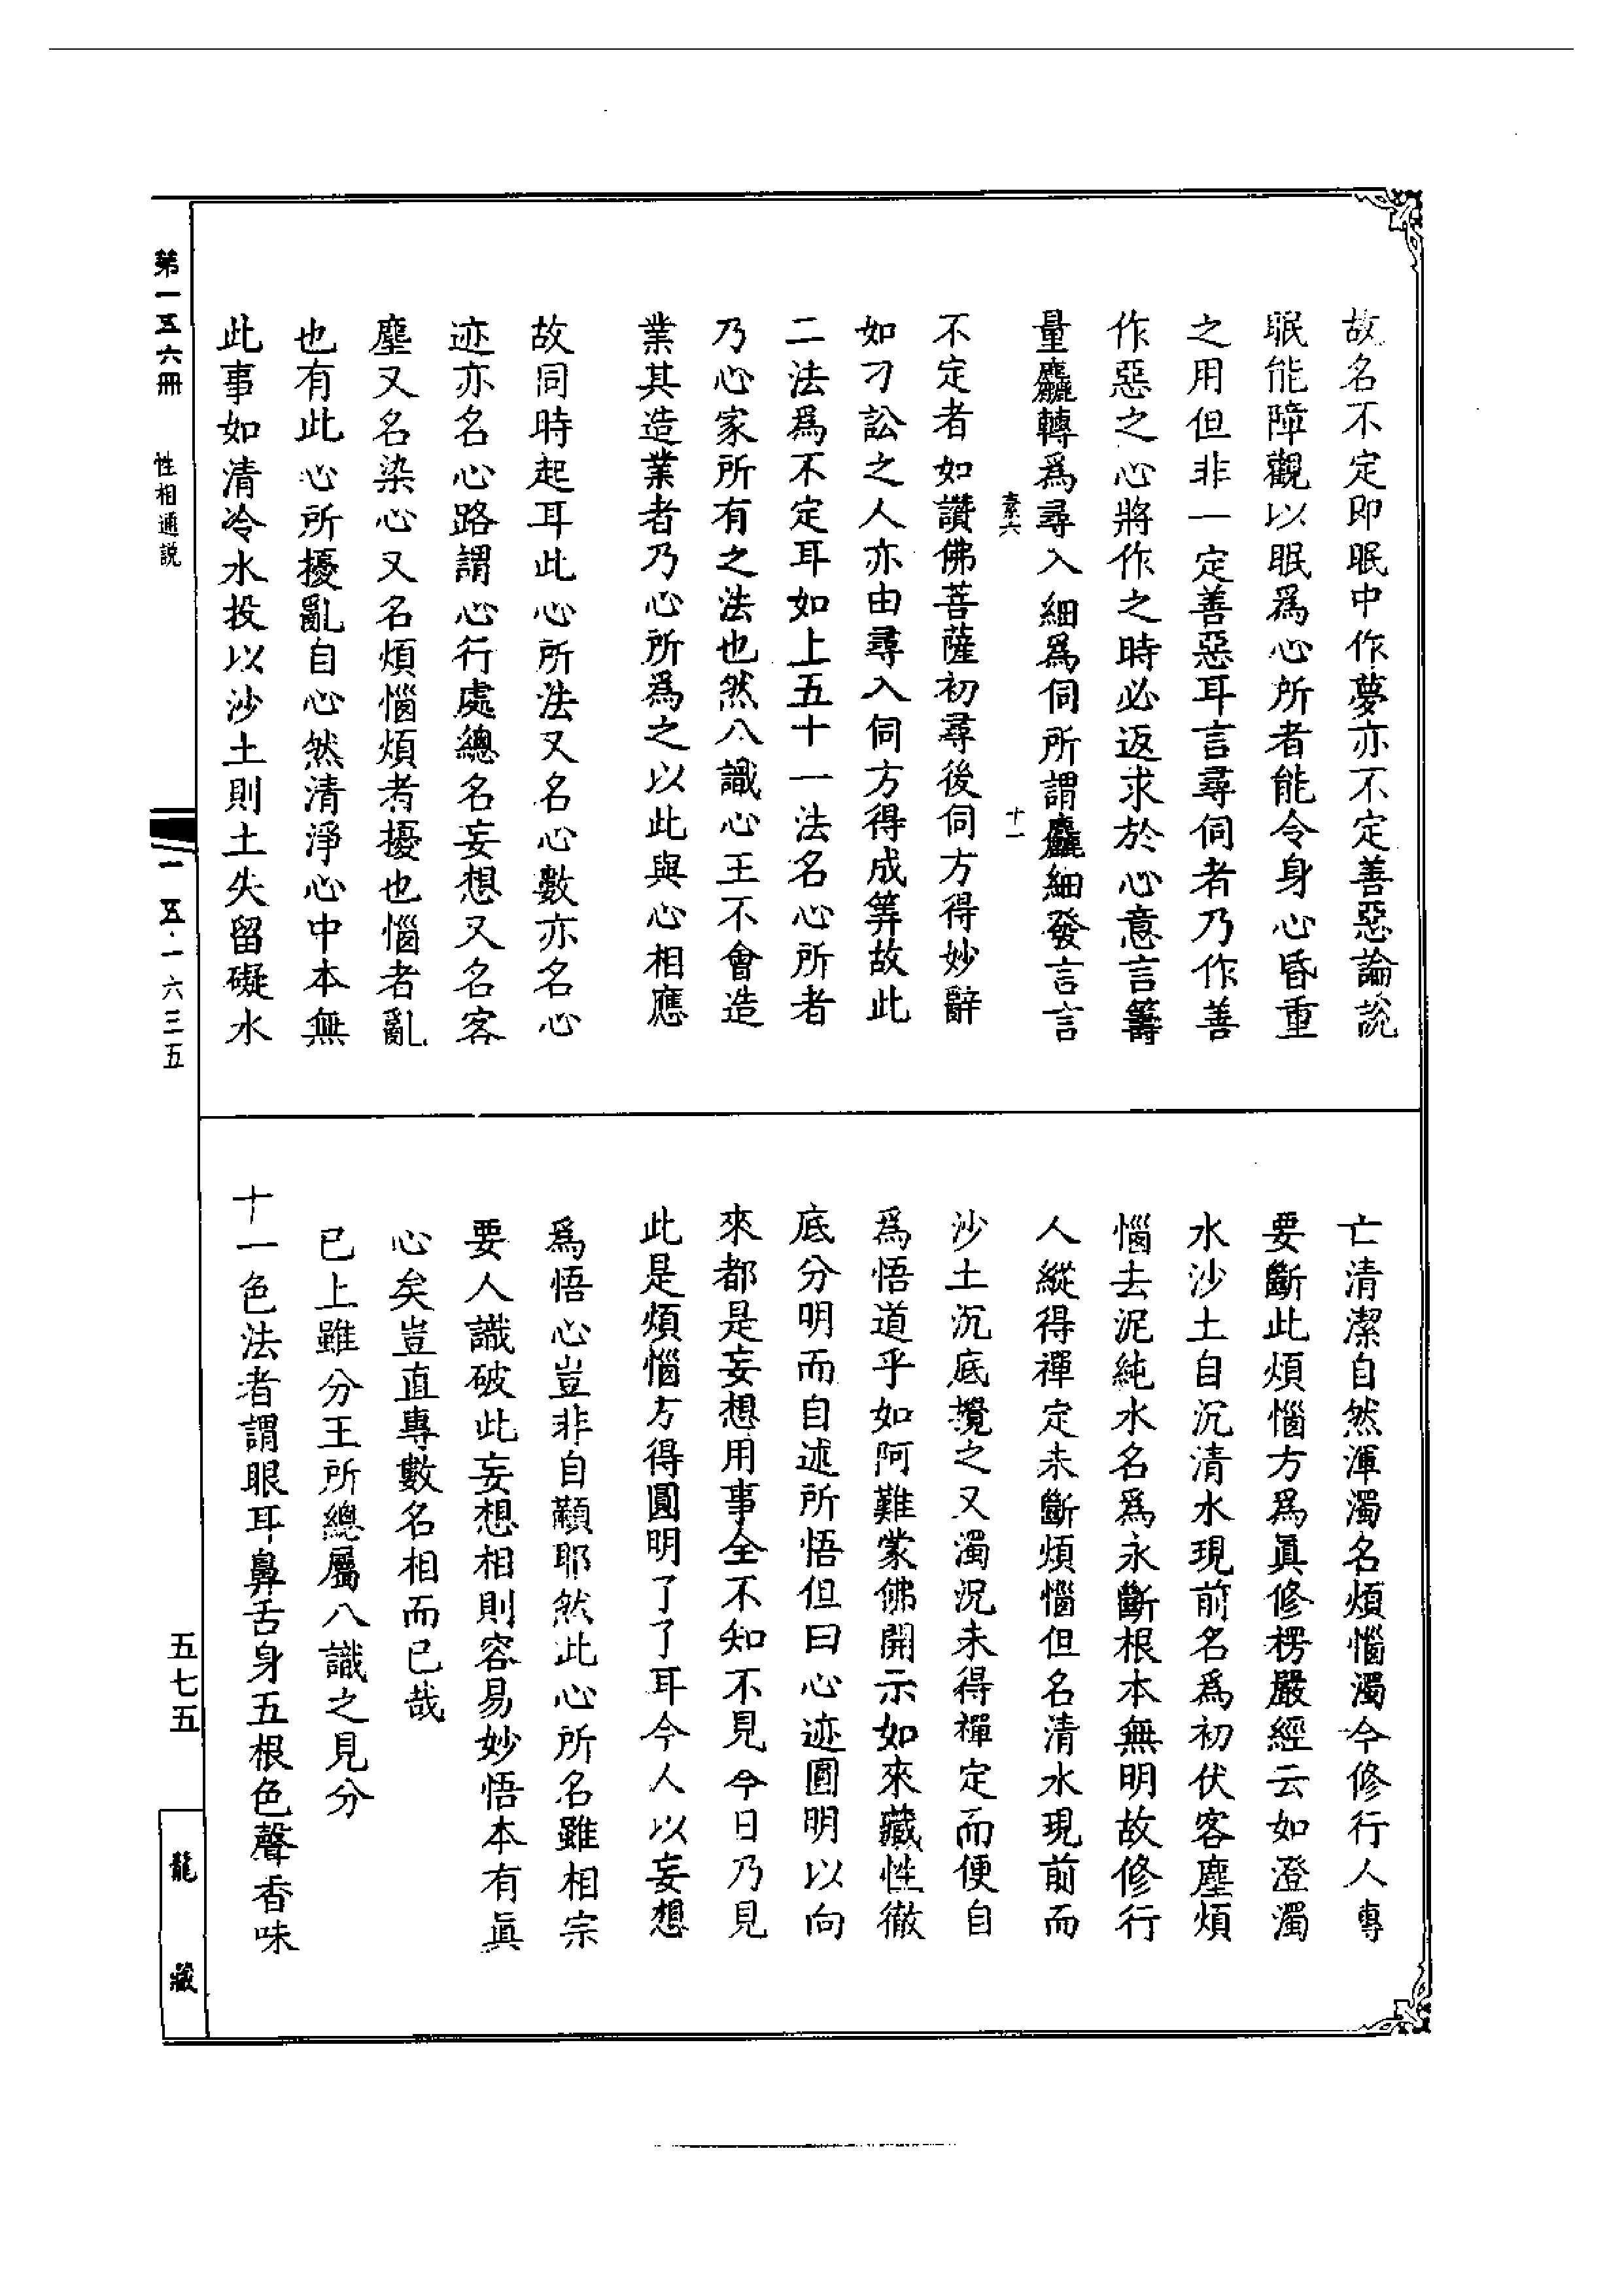 故名不定即眠中作夢亦不定善惡論說
眠能障觀以眠爲心所者能令身心昏重
之用但非一定善惡耳言尋伺者乃作善
作惡之心將作之時必返求於心意言籌
量麤轉爲尋入細爲伺所謂麤細發言言
素六
十一
不定者如讚佛菩薩初尋後伺方得妙辭
如刁訟之人亦由尋入伺方得成筭故此
二法爲不定耳如上五十一法名心所者
乃心家所有之法也然八識心王不會造
業其造業者乃心所爲之以此與心相應
故同時起耳此心所法又名心數亦名心
迹亦名心路謂心行處總名妄想又名客
塵又名染心又名煩惱煩者擾也惱者亂
也有此心所擾亂自心然清淨心中本無
此事如清冷水投以沙土則土失留礙水
亡清潔自然渾濁名煩惱濁今修行人專
要斷此煩惱方爲眞修楞嚴經云如澄濁
水沙土自沉清水現前名爲初伏客塵煩
惱去泥純水名爲永斷根本無明故修行
人縱得禪定未斷煩惱但名清水現前而
沙土沉底攪之又濁況未得禪定而便自
爲悟道乎如阿難蒙佛開示如來藏性徹
底分明而自述所悟但曰心迹圓明以向
來都是妄想用事全不知不見今日乃見
此是煩惱方得圓明了了耳今人以妄想
爲悟心豈非自顢耶然此心所名雖相宗
要人識破此妄想相則容易妙悟本有眞
心矣豈直專數名相而已哉
已上雖分王所總屬八識之見分
十一色法者謂眼耳鼻舌身五根色聲香味
第一五六冊
性相通説
一五·一六三五
五七五
龍藏